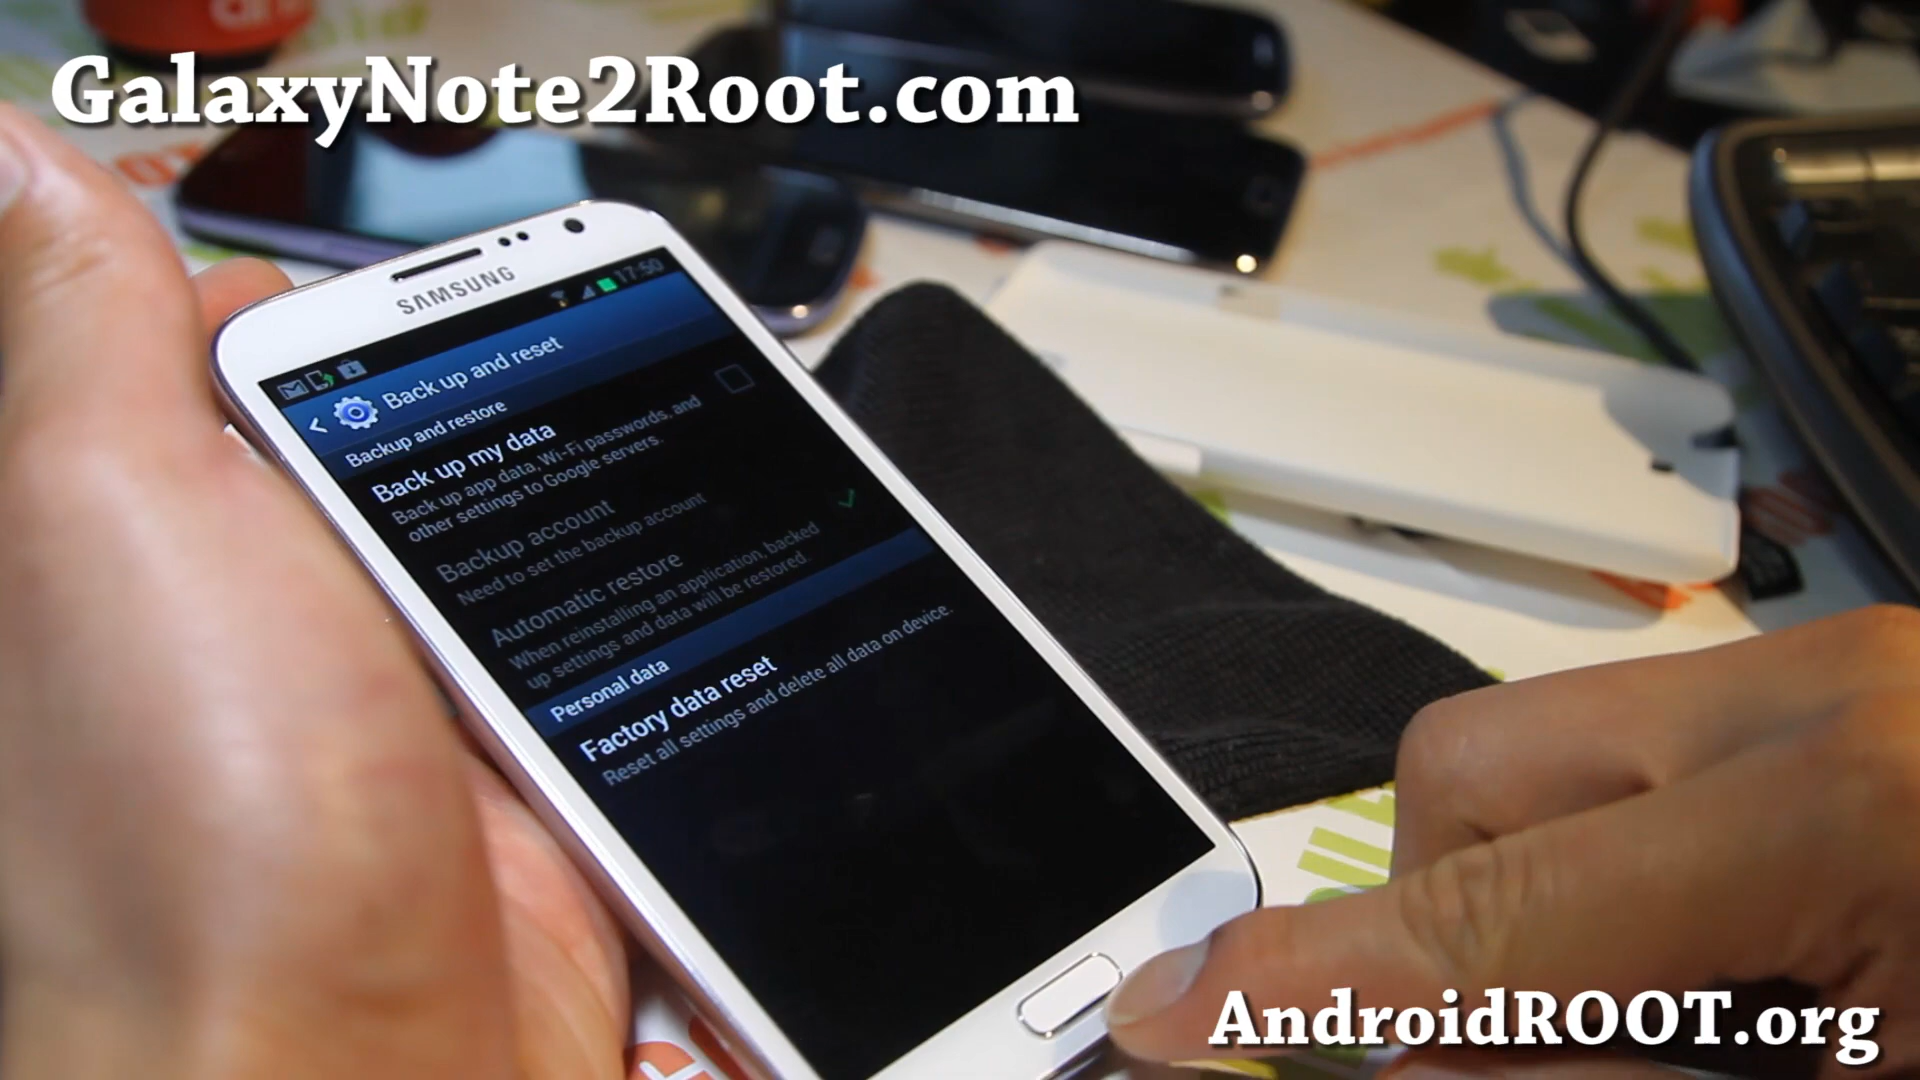 GalaxyNote2Root.com
SAMSUNG
17:50
Back up and reset
Backup and restore
Back up my data
Back up app data, Wi-Fi passwords, and
other settings to Google servers.
Backup account
Need to set the backup account
Automatic restore
When reinstalling an application, backed
up settings and data will be restored.
Personal data
Factory data reset
Reset all settings and delete all data on device.
AndroidROOT.org